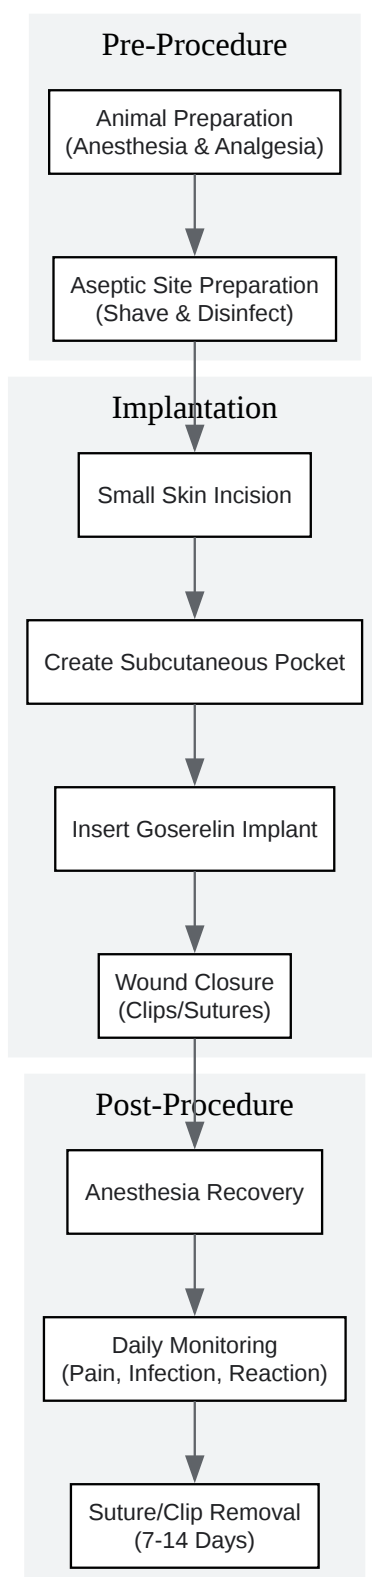 Pre-Procedure
Animal Preparation
(Anesthesia & Analgesia)
Aseptic Site Preparation
(Shave & Disinfect)
Implantation
Small Skin Incision
Create Subcutaneous Pocket
Insert Goserelin Implant
Wound Closure
(Clips/Sutures)
Post-Procedure
Anesthesia Recovery
Daily Monitoring
(Pain, Infection, Reaction)
Suture/Clip Removal
(7-14 Days)